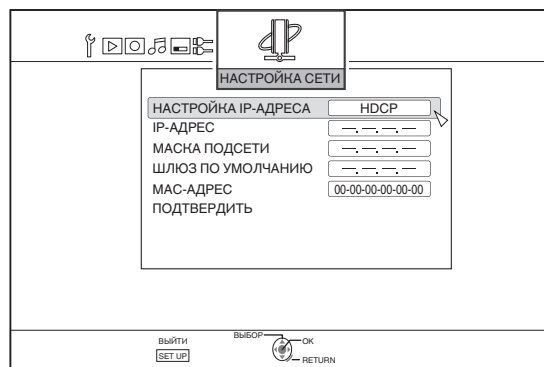 НАСТРОЙКА СЕТИ
НАСТРОЙКА IP-АДРЕСА HDCP
IP-АДРЕС —.—.—.—
МАСКА ПОДСЕТИ —.—.—.—
ШЛЮЗ ПО УМОЛЧАНИЮ —.—.—.—
MAC-АДРЕС 00-00-00-00-00-00
ПОДТВЕРДИТЬ
ВЫЙТИ ВЫБОР OK
SET UP RETURN